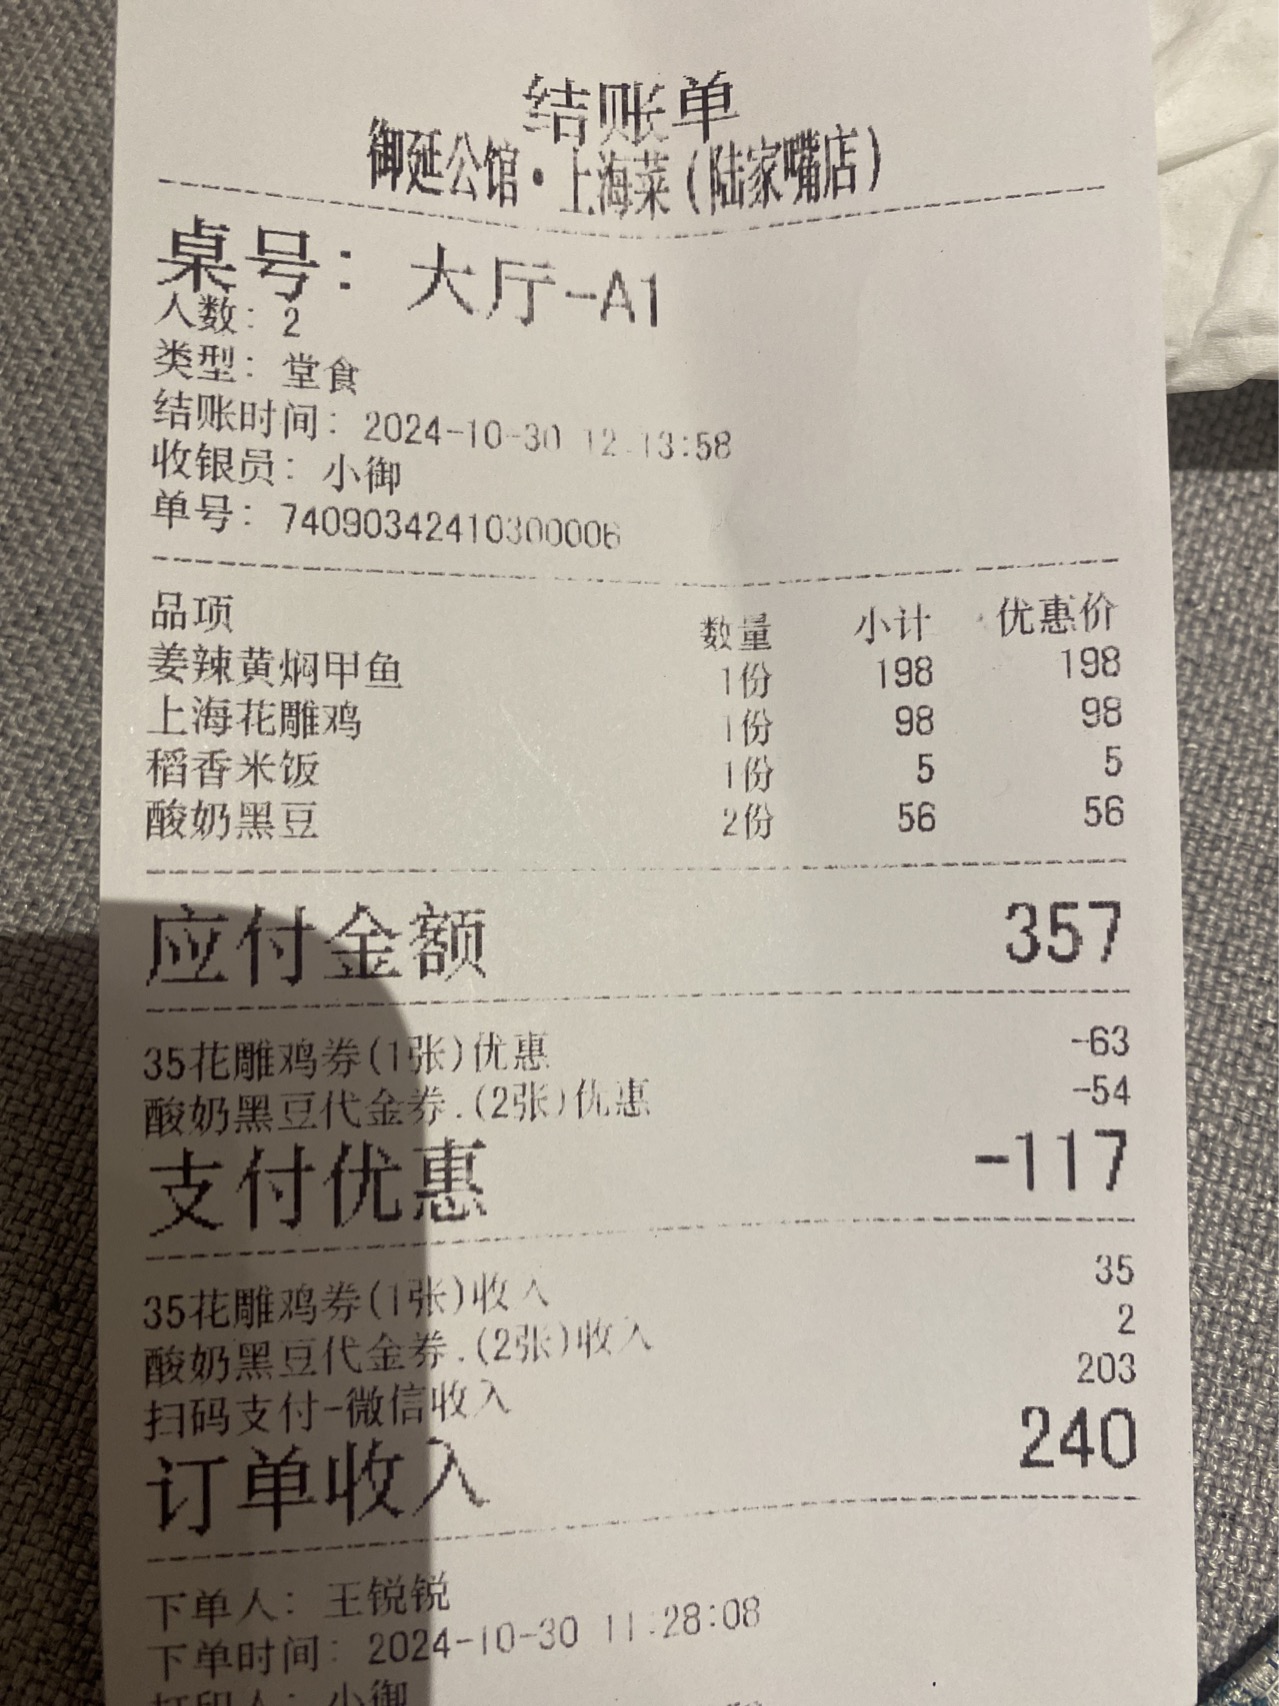 结账单
御延公馆·上海菜(陆家嘴店)
桌号: 大厅-A1
人数: 2
类型: 堂食
结账时间: 2024-10-30 12:13:58
收银员: 小御
单号: 74090342410300006
品项 数量 小计 优惠价
姜辣黄焖甲鱼 1份 198 198
上海花雕鸡 1份 98 98
稻香米饭 1份 5 5
酸奶黑豆 2份 56 56
应付金额 357
35花雕鸡券(1张)优惠 -63
酸奶黑豆代金券.(2张)优惠 -54
支付优惠 -117
35花雕鸡券(1张)收入 35
酸奶黑豆代金券.(2张)收入 2
扫码支付-微信收入 203
订单收入 240
下单人: 王锐锐
下单时间: 2024-10-30 11:28:08
打印人: 小御